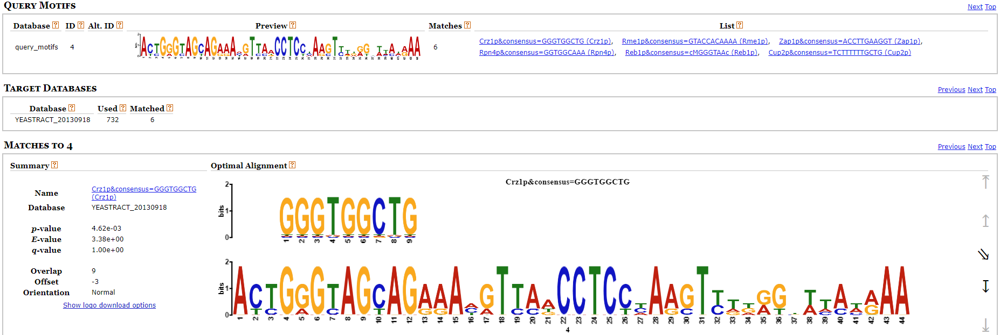 QUERY MOTIFS
Next Top
Database ? ID ? Alt. ID ? Preview ? Matches ? List ?
query_motifs 4 6 Crz1p&consensus=GGGTGGCTG (Crz1p), Rme1p&consensus=GTACCACAAAA (Rme1p), Zap1p&consensus=ACCTTGAAGGT (Zap1p),
Rpn4p&consensus=GGTGGCAAA (Rpn4p), Reb1p&consensus=cMGGGTAAc (Reb1p), Cup2p&consensus=TCTTTTTTGCTG (Cup2p)
TARGET DATABASES
Previous Next Top
Database ? Used ? Matched ?
YEASTRACT_20130918 732 6
MATCHES TO 4
Previous Next Top
Summary ?
Name Crz1p&consensus=GGGTGGCTG
(Crz1p)
Database YEASTRACT_20130918
p-value 4.62e-03
E-value 3.38e+00
q-value 1.00e+00
Overlap 9
Offset -3
Orientation Normal
Show logo download options
Optimal Alignment ?
Crz1p&consensus=GGGTGGCTG
2
bits
1
0
GGGTGGCTG
1 2 3 4 5 6 7 8 9
2
bits
1
0
1 2 3 4 5 6 7 8 9 10 11 12 13 14 15 16 17 18 19 20 21 22 23 24 25 26 27 28 29 30 31 32 33 34 35 36 37 38 39 40 41 42 43 44
4